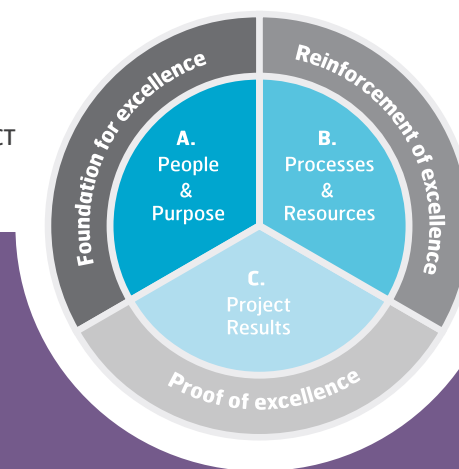 CT
Foundation for excellence
Reinforcement of excellence
A.
People
&
Purpose
B.
Processes
&
Resources
C.
Project
Results
Proof of excellence